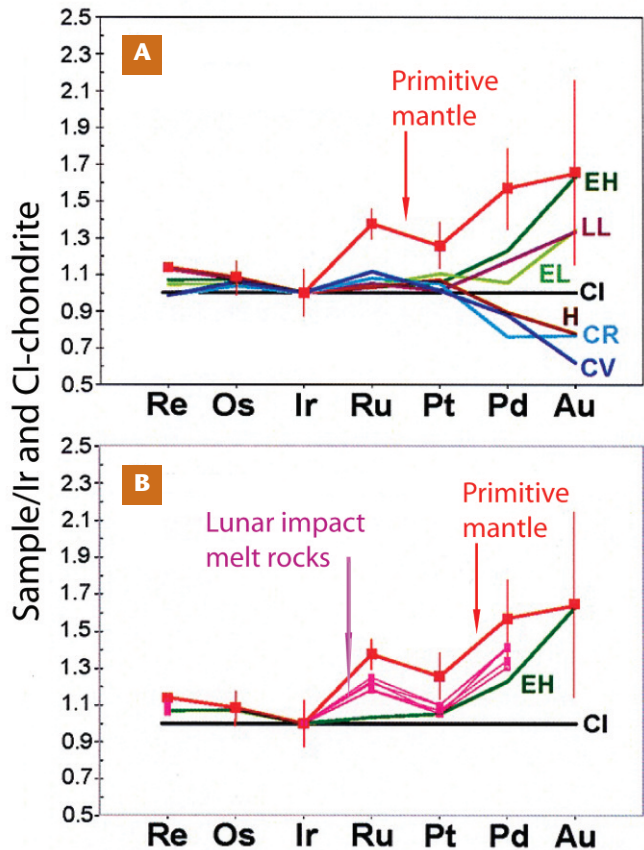 Sample/Ir and CI-chondrite
A
2.5
2.3
2.1
1.9
1.7
1.5
1.3
1.1
0.9
0.7
0.5
Primitive
mantle
EH
LL
EL
CI
H
CR
CV
Re Os Ir Ru Pt Pd Au
B
2.5
2.3
2.1
1.9
1.7
1.5
1.3
1.1
0.9
0.7
0.5
Lunar impact
melt rocks
Primitive
mantle
EH
CI
Re Os Ir Ru Pt Pd Au